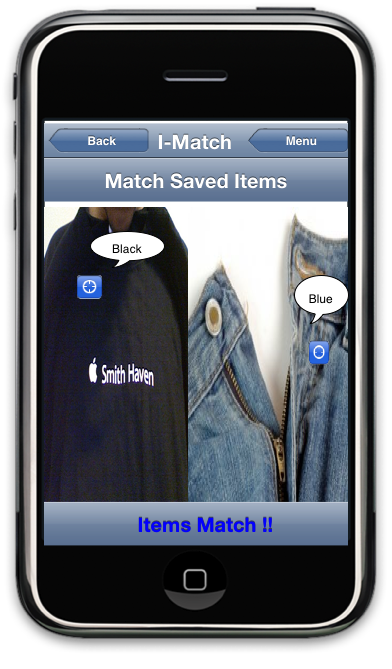 Back
I-Match
Menu
Match Saved Items
Black
Blue
Smith Haven
Items Match !!